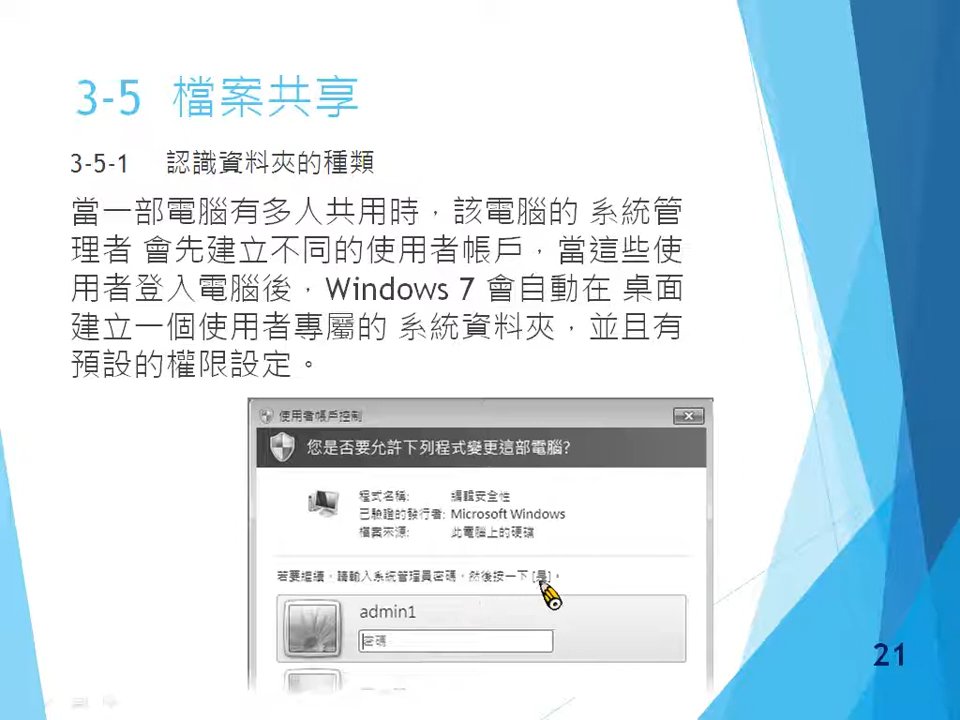 3-5 檔案共享
3-5-1 認識資料夾的種類
當一部電腦有多人共用時，該電腦的 系統管
理者 會先建立不同的使用者帳戶，當這些使
用者登入電腦後，Windows 7 會自動在 桌面
建立一個使用者專屬的 系統資料夾，並且有
預設的權限設定。
使用者帳戶控制
您是否要允許下列程式變更這部電腦?
程式名稱: 編輯安全性
已驗證的發行者: Microsoft Windows
檔案來源: 此電腦上的硬碟
若要繼續，請輸入系統管理員密碼，然後按一下 [是]。
admin1
密碼
21